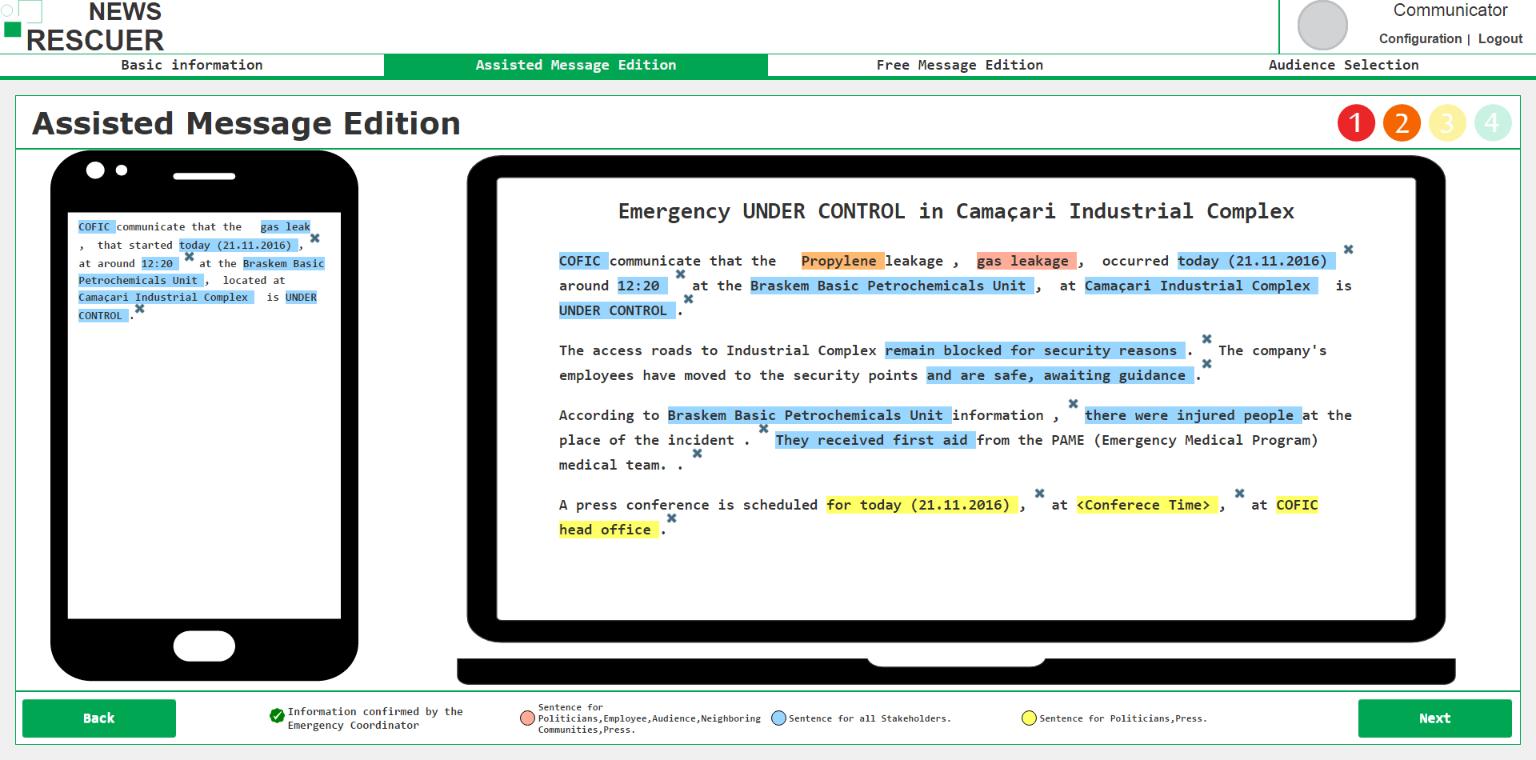 NEWS
RESCUER
Communicator
Configuration | Logout
Basic information
Assisted Message Edition
Free Message Edition
Audience Selection
Assisted Message Edition
1 2 3 4
COFIC communicate that the gas leak
, that started today (21.11.2016) ,
at around 12:20 at the Braskem Basic
Petrochemicals Unit , located at
Camaçari Industrial Complex is UNDER
CONTROL .
Emergency UNDER CONTROL in Camaçari Industrial Complex
COFIC communicate that the Propylene leakage , gas leakage , occurred today (21.11.2016)
around 12:20 at the Braskem Basic Petrochemicals Unit , at Camaçari Industrial Complex is
UNDER CONTROL .
The access roads to Industrial Complex remain blocked for security reasons . The company's
employees have moved to the security points and are safe, awaiting guidance .
According to Braskem Basic Petrochemicals Unit information , there were injured people at the
place of the incident . They received first aid from the PAME (Emergency Medical Program)
medical team. .
A press conference is scheduled for today (21.11.2016) , at <Conferece Time> , at COFIC
head office .
Back
Information confirmed by the
Emergency Coordinator
Sentence for
Politicians,Employee,Audience,Neighboring
Communities,Press.
Sentence for all Stakeholders.
Sentence for Politicians,Press.
Next